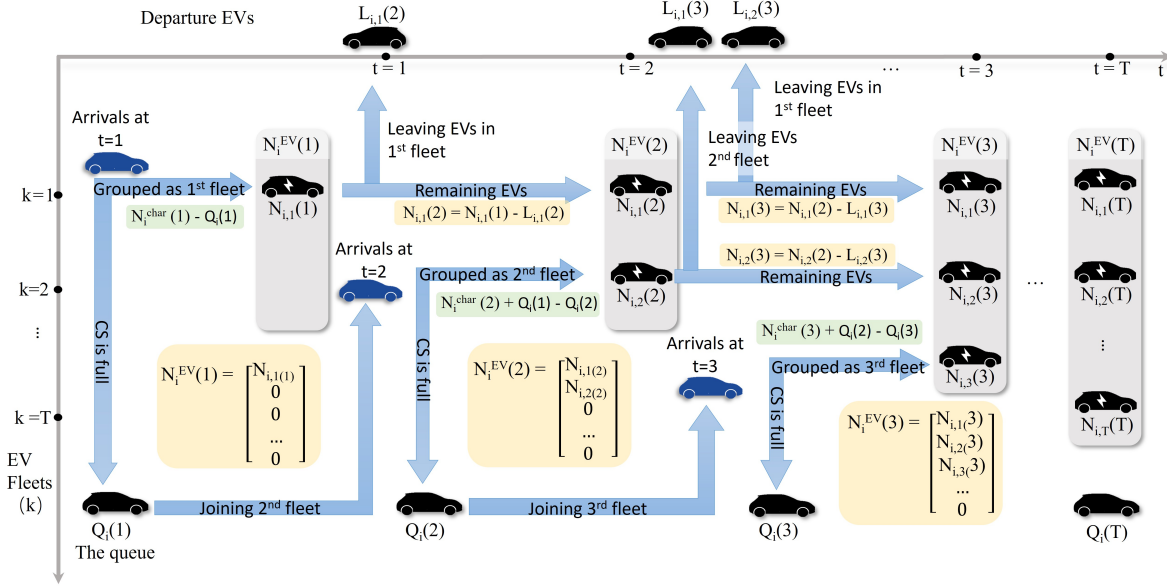 Departure EVs
L_{i,1}(2)
L_{i,1}(3)
L_{i,2}(3)
t = 1
t = 2
...
t = 3
t = T
t
Arrivals at
t=1
Leaving EVs in
1st fleet
Leaving EVs in
1st fleet
Leaving EVs
2nd fleet
N_i^{EV}(1)
N_i^{EV}(2)
N_i^{EV}(3)
N_i^{EV}(T)
k=1
Grouped as 1st fleet
N_{i,1}(1)
Remaining EVs
N_{i,1}(2)
Remaining EVs
N_{i,1}(3)
N_{i,1}(T)
N_i^{char} (1) - Q_i(1)
N_{i,1}(2) = N_{i,1}(1) - L_{i,1}(2)
N_{i,1}(3) = N_{i,1}(2) - L_{i,1}(3)
Arrivals at
t=2
N_{i,2}(3) = N_{i,2}(2) - L_{i,2}(3)
k=2
Grouped as 2nd fleet
N_{i,2}(2)
Remaining EVs
N_{i,2}(3)
...
N_{i,2}(T)
N_i^{char} (2) + Q_i(1) - Q_i(2)
...
CS is full
CS is full
Arrivals at
t=3
N_i^{char} (3) + Q_i(2) - Q_i(3)
Grouped as 3rd fleet
N_{i,3}(3)
CS is full
...
N_{i,T}(T)
N_i^{EV}(1) =
N_{i,1(1)}
0
0
...
0
N_i^{EV}(2) =
N_{i,1(2)}
N_{i,2(2)}
0
...
0
k =T
N_i^{EV}(3) =
N_{i,1}(3)
N_{i,2(}3)
N_{i,3(}3)
...
0
EV
Fleets
(k)
Q_i(1)
The queue
Joining 2nd fleet
Q_i(2)
Joining 3rd fleet
Q_i(3)
Q_i(T)